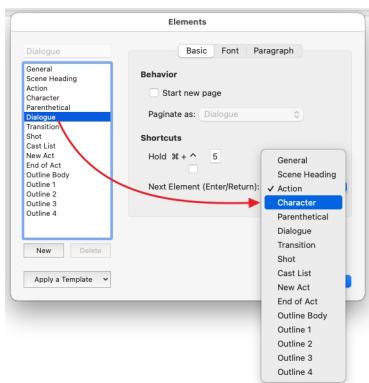 Elements
Dialogue
Basic Font Paragraph
General
Scene Heading
Action
Character
Parenthetical
Dialogue
Transition
Shot
Cast List
New Act
End of Act
Outline Body
Outline 1
Outline 2
Outline 3
Outline 4
New Delete
Apply a Template
Behavior
Start new page
Paginate as: Dialogue
Shortcuts
Hold ⌘ + ^ 5
Next Element (Enter/Return):
General
Scene Heading
✓ Action
Character
Parenthetical
Dialogue
Transition
Shot
Cast List
New Act
End of Act
Outline Body
Outline 1
Outline 2
Outline 3
Outline 4